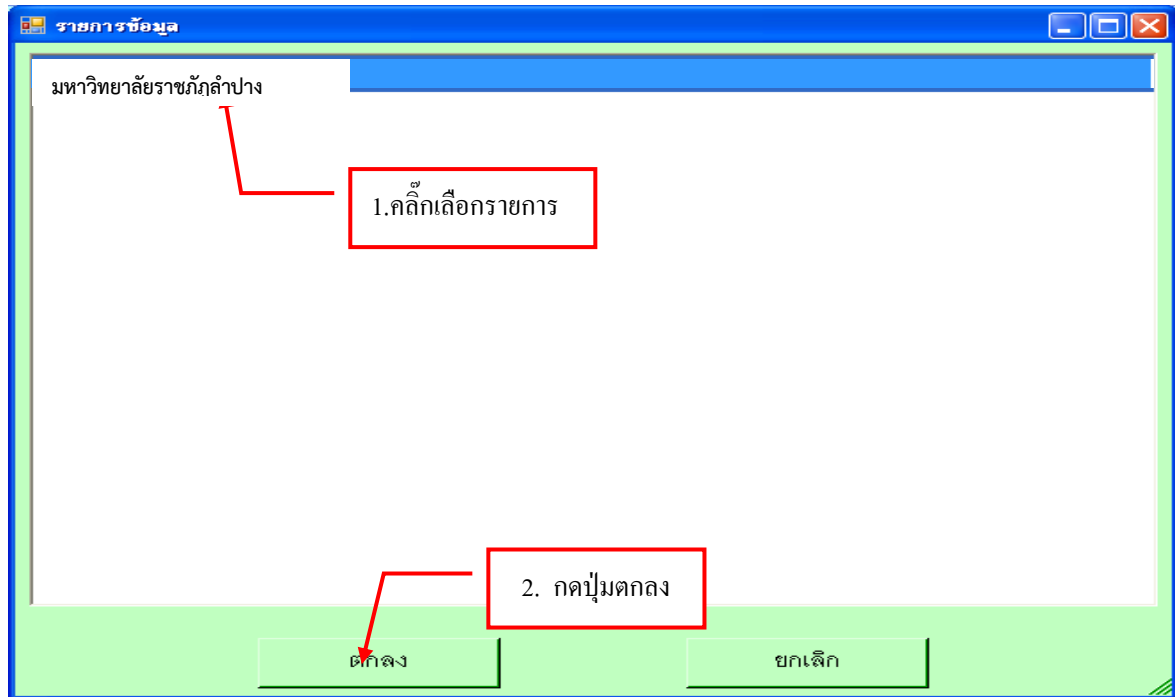 รายการข้อมูล
มหาวิทยาลัยราชภัฏลำปาง
1.คลิ๊กเลือกรายการ
2. กดปุ่มตกลง
ตกลง
ยกเลิก